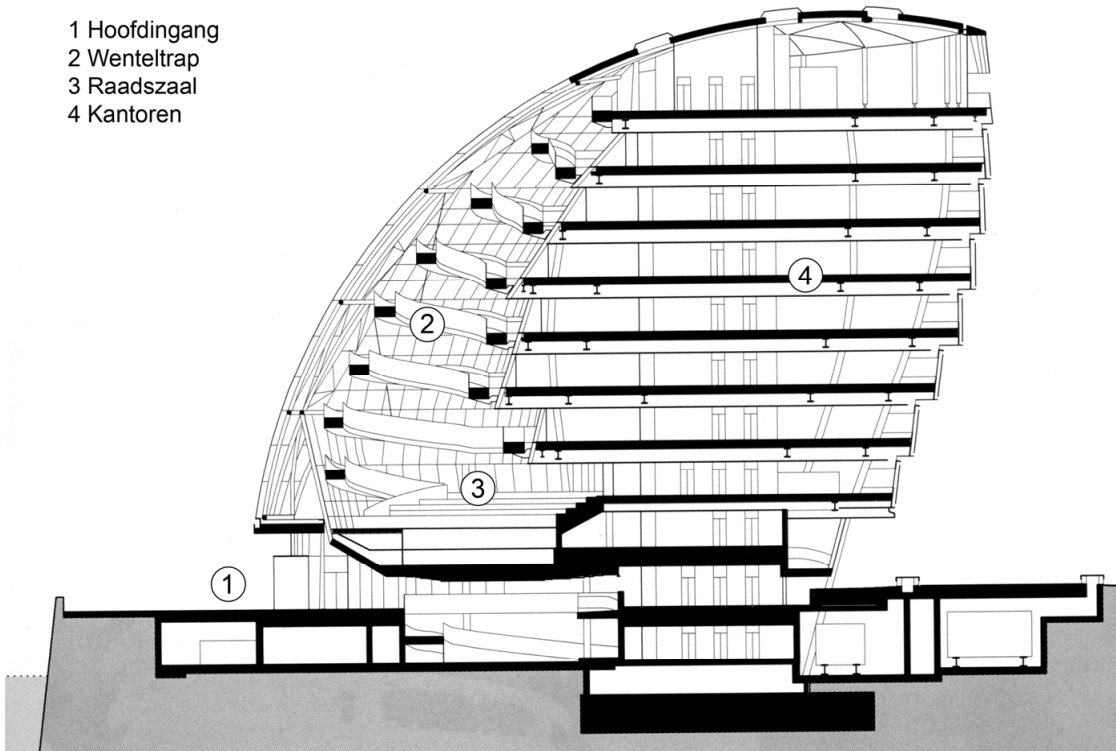 1 Hoofdingang
2 Wenteltrap
3 Raadszaal
4 Kantoren
4
2
3
1